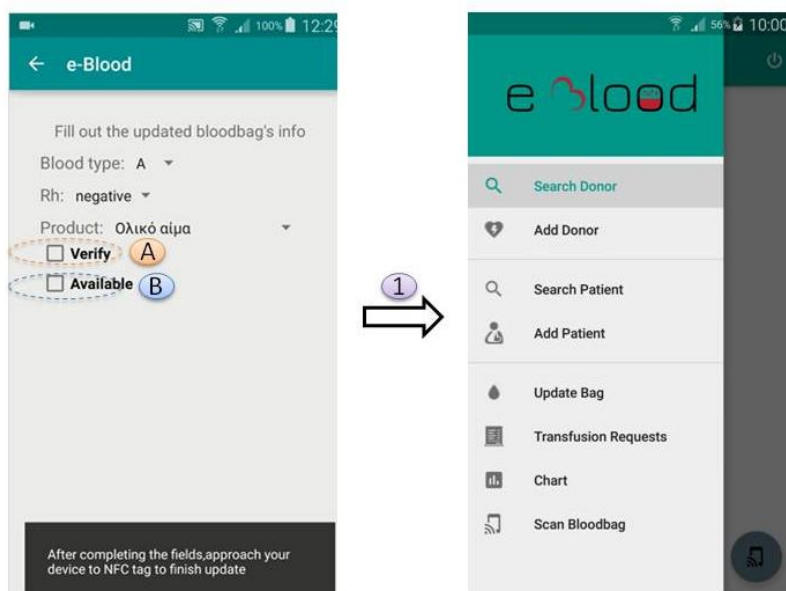 100% 12:29
e-Blood
Fill out the updated bloodbag's info
Blood type: A
Rh: negative
Product: Ολικό αίμα
Verify A
Available B
After completing the fields,approach your
device to NFC tag to finish update
1
56% 10:00
e Blood
Search Donor
Add Donor
Search Patient
Add Patient
Update Bag
Transfusion Requests
Chart
Scan Bloodbag